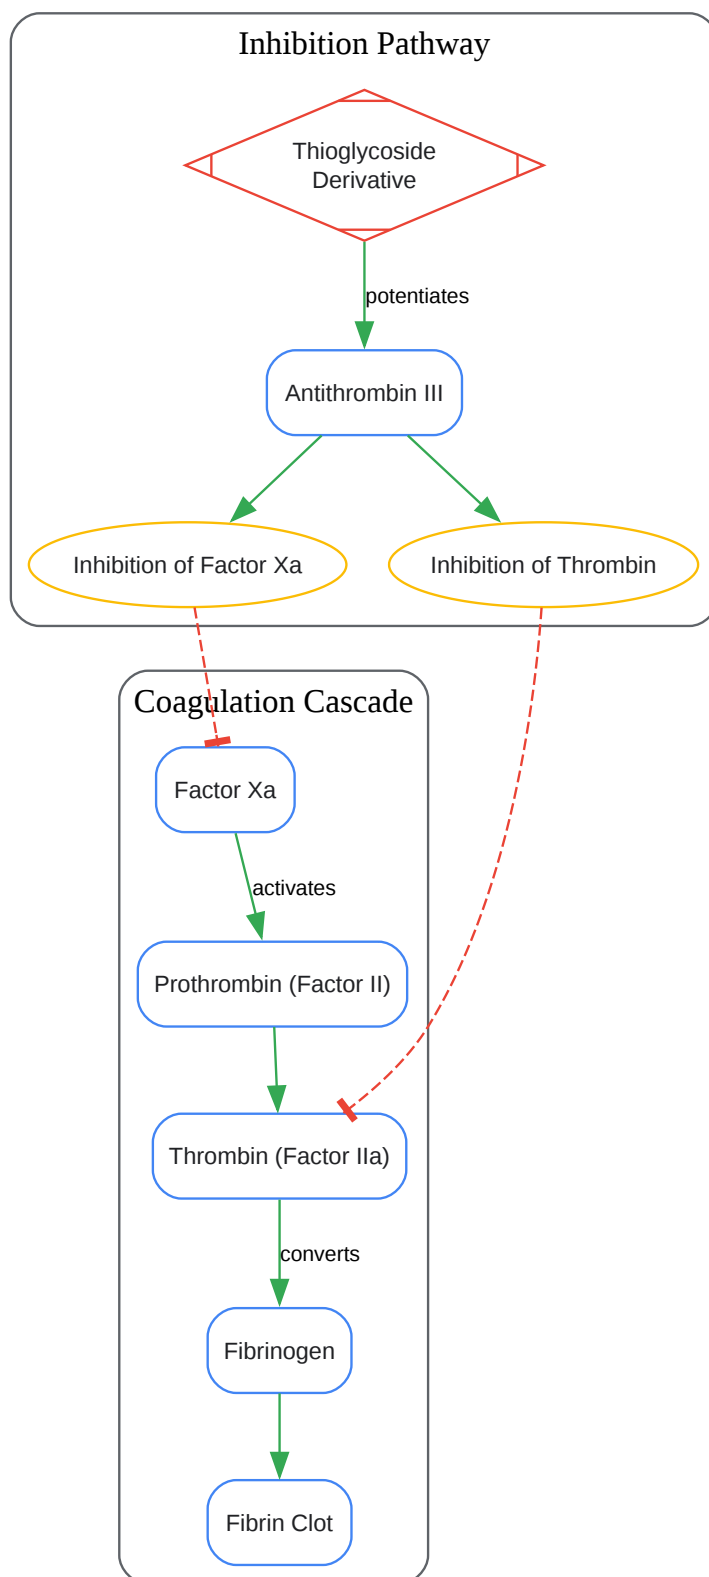 Inhibition Pathway
Thioglycoside
Derivative
potentiates
Antithrombin III
Inhibition of Factor Xa
Inhibition of Thrombin
Coagulation Cascade
Factor Xa
activates
Prothrombin (Factor II)
Thrombin (Factor IIa)
converts
Fibrinogen
Fibrin Clot